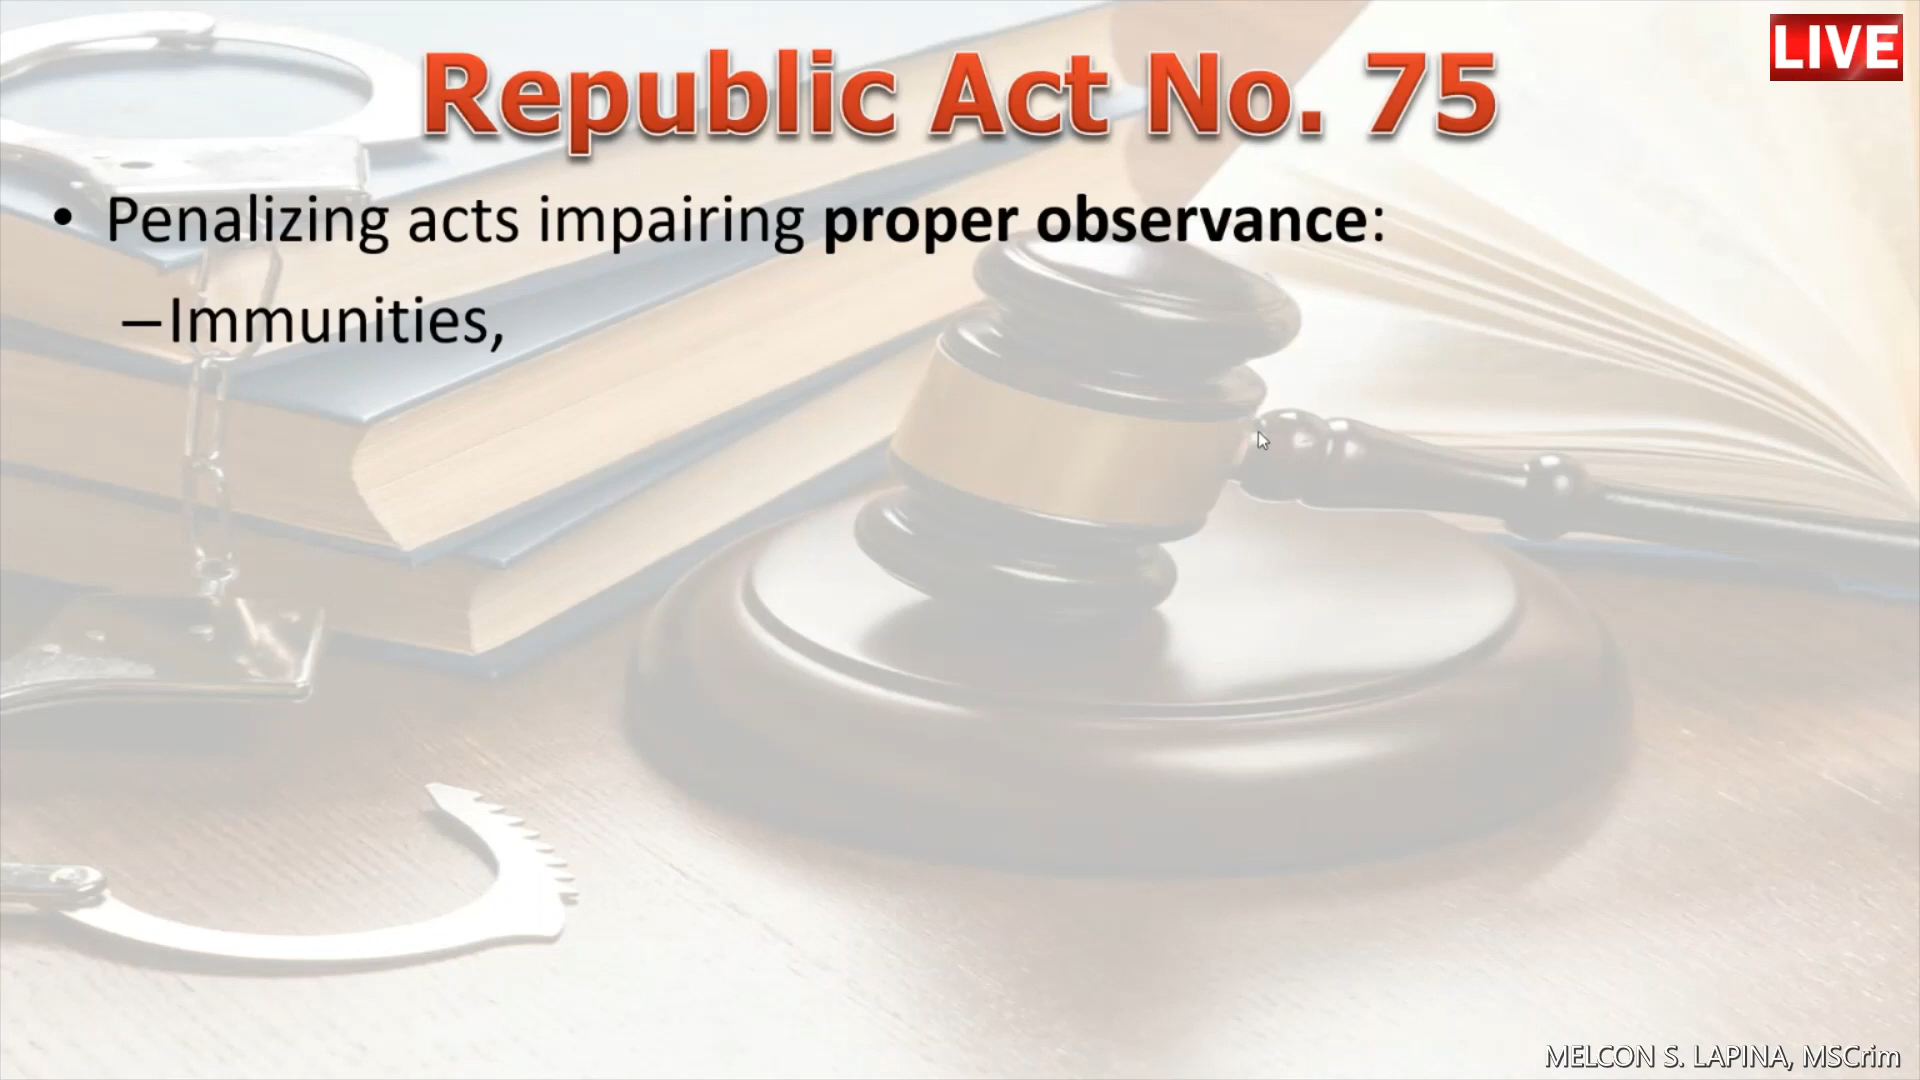 LIVE
Republic Act No. 75
• Penalizing acts impairing proper observance:
–Immunities,
MELCON S. LAPINA, MSCrim